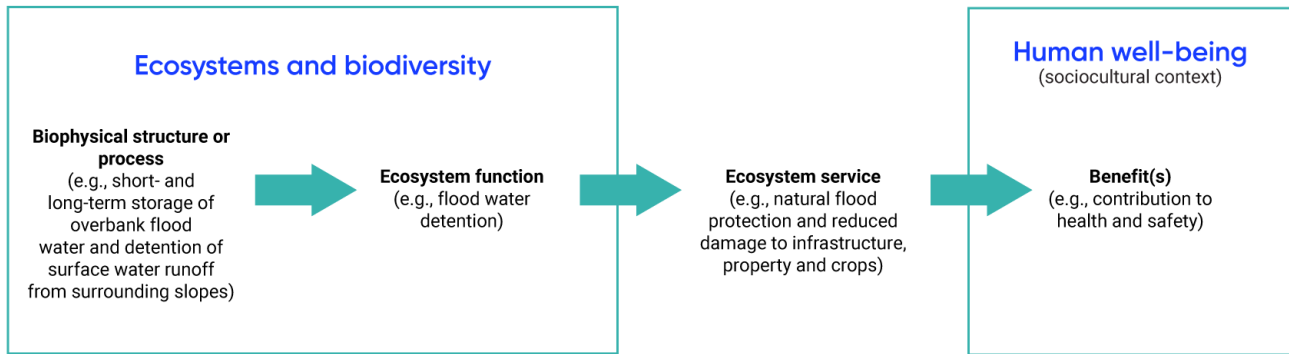 Ecosystems and biodiversity
Biophysical structure or
process
(e.g., short- and
long-term storage of
overbank flood
water and detention of
surface water runoff
from surrounding slopes)
Ecosystem function
(e.g., flood water
detention)
Ecosystem service
(e.g., natural flood
protection and reduced
damage to infrastructure,
property and crops)
Human well-being
(sociocultural context)
Benefit(s)
(e.g., contribution to
health and safety)